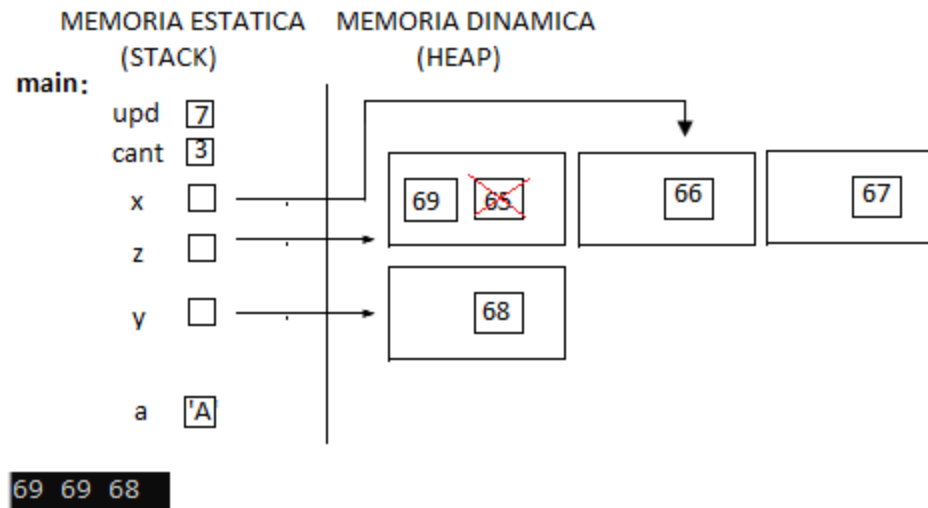 MEMORIA ESTATICA MEMORIA DINAMICA
(STACK) (HEAP)
main:
upd 7
cant 3
x 69 65 66 67
z
y 68
a 'A'
69 69 68